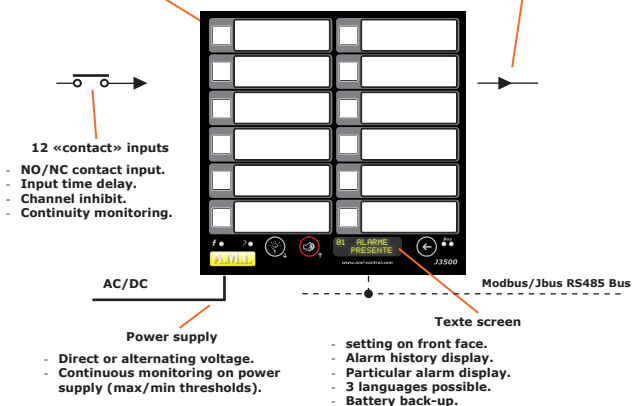 12 «contact» inputs
- NO/NC contact input.
- Input time delay.
- Channel inhibit.
- Continuity monitoring.
01 ALARME
PRESENTE
?
Bus
A.M.I.
www.ami-control.com
J3500
AC/DC
Modbus/Jbus RS485 Bus
Power supply
- Direct or alternating voltage.
- Continuous monitoring on power
supply (max/min thresholds).
Texte screen
- setting on front face.
- Alarm history display.
- Particular alarm display.
- 3 languages possible.
- Battery back-up.